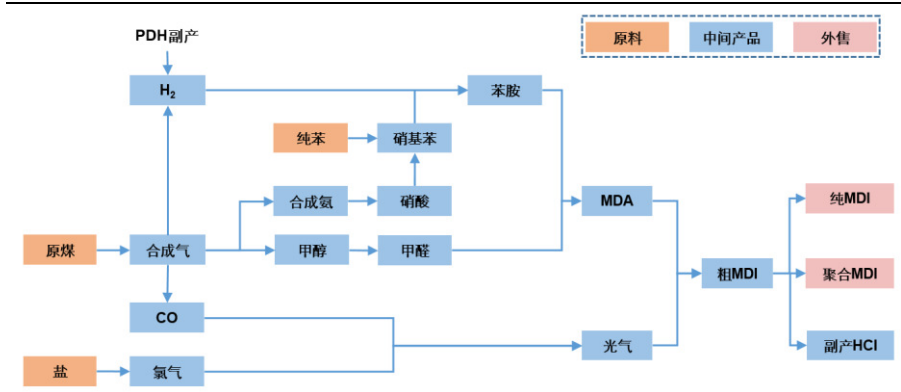 PDH副产
原料
中间产品
外售
H₂
苯胺
纯苯
硝基苯
合成氨
硝酸
MDA
纯MDI
原煤
合成气
甲醇
甲醛
粗MDI
聚合MDI
CO
光气
副产HCl
盐
氯气